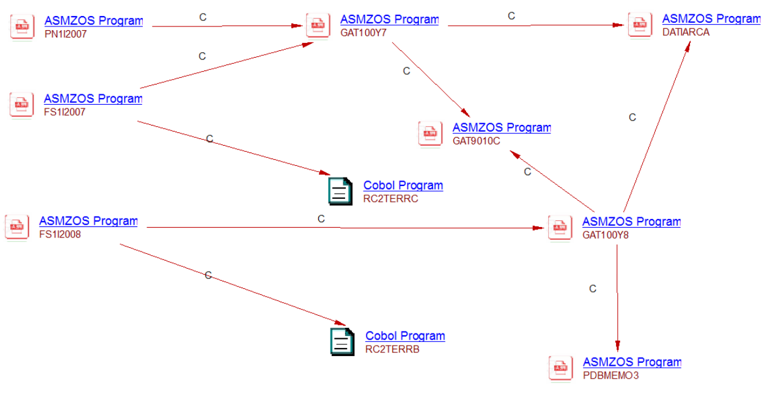 ASMZOS Program
PN1I2007
C
ASMZOS Program
GAT100Y7
C
ASMZOS Program
DATIARCA
C
C
ASMZOS Program
FS1I2007
C
ASMZOS Program
GAT9010C
C
C
Cobol Program
RC2TERRC
C
ASMZOS Program
FS1I2008
C
ASMZOS Program
GAT100Y8
C
C
Cobol Program
RC2TERRB
ASMZOS Program
PDBMEMO3